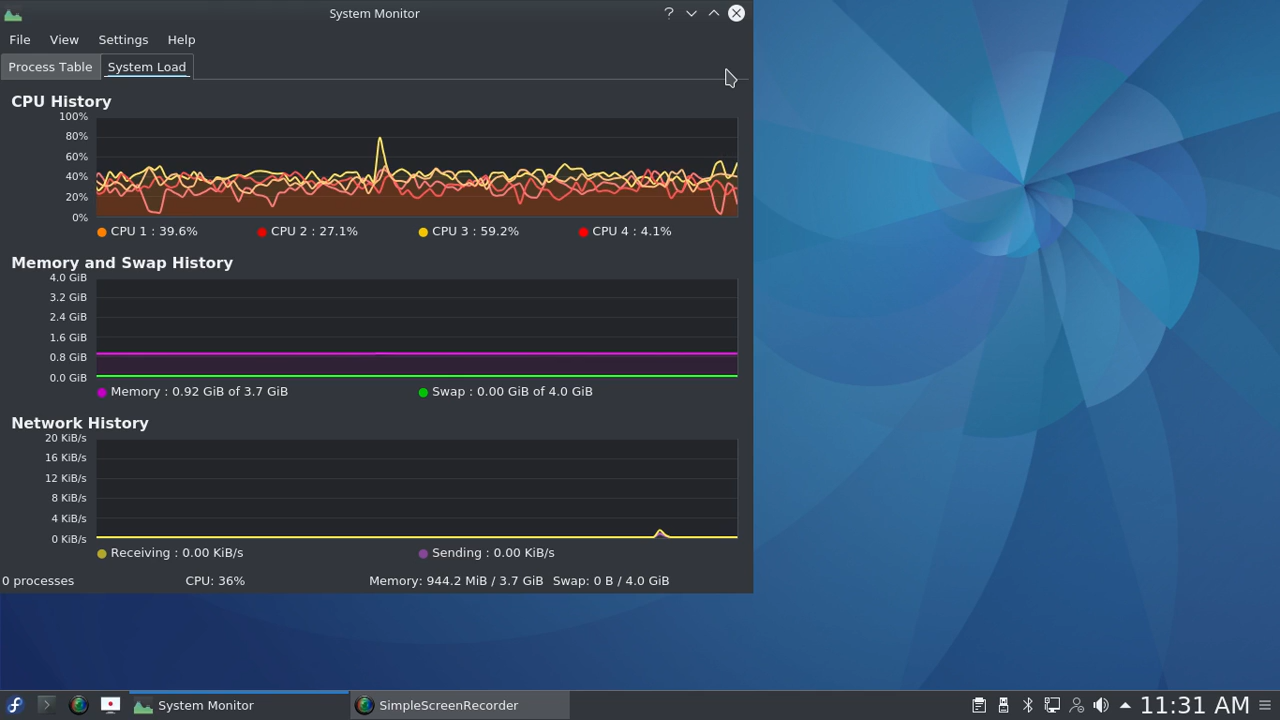 System Monitor
File View Settings Help
Process Table System Load
CPU History
100%
80%
60%
40%
20%
0%
CPU 1 : 39.6% CPU 2 : 27.1% CPU 3 : 59.2% CPU 4 : 4.1%
Memory and Swap History
4.0 GiB
3.2 GiB
2.4 GiB
1.6 GiB
0.8 GiB
0.0 GiB
Memory : 0.92 GiB of 3.7 GiB Swap : 0.00 GiB of 4.0 GiB
Network History
20 KiB/s
16 KiB/s
12 KiB/s
8 KiB/s
4 KiB/s
0 KiB/s
Receiving : 0.00 KiB/s Sending : 0.00 KiB/s
0 processes CPU: 36% Memory: 944.2 MiB / 3.7 GiB Swap: 0 B / 4.0 GiB
System Monitor SimpleScreenRecorder 11:31 AM